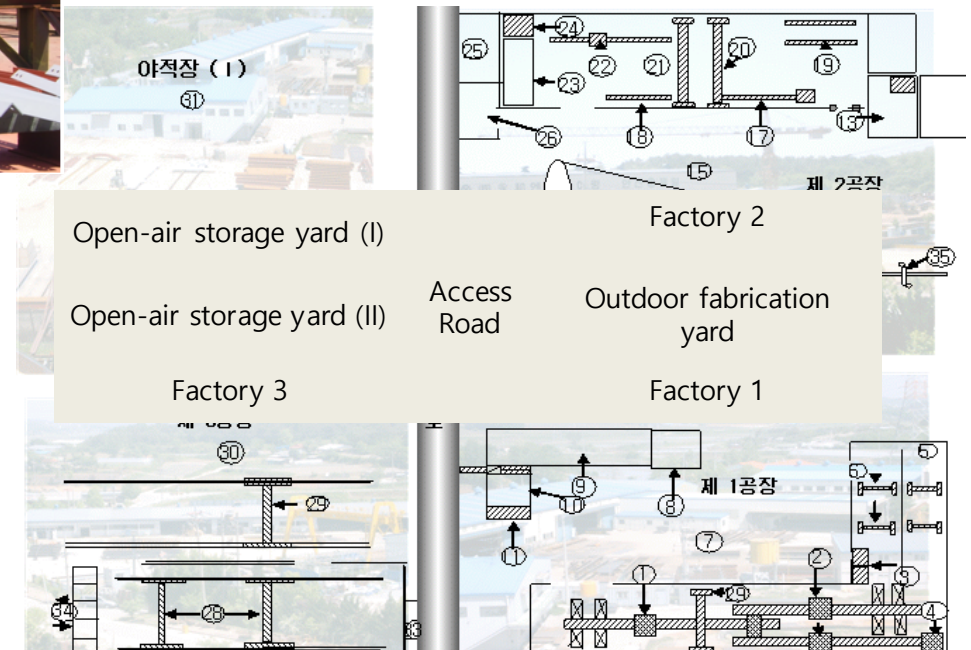 야적장 ( I )
31
24
25
22
21
20
19
23
26
18
17
13
15
제 2공장
Open-air storage yard (I)
Factory 2
35
Open-air storage yard (II)
Access
Road
Outdoor fabrication
yard
Factory 3
Factory 1
30
29
28
34
제 1공장
9
8
10
11
7
6
5
1
2
3
29
4